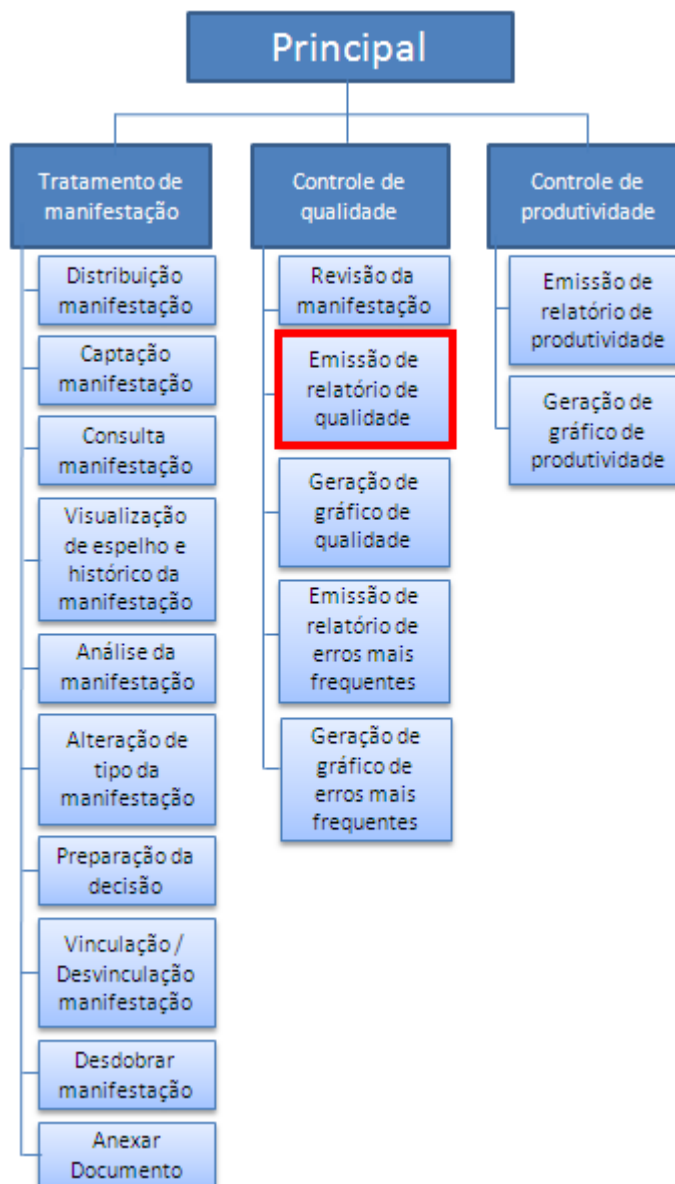 Principal
Tratamento de
manifestação
Distribuição
manifestação
Captação
manifestação
Consulta
manifestação
Visualização
de espelho e
histórico da
manifestação
Análise da
manifestação
Alteração de
tipo da
manifestação
Preparação da
decisão
Vinculação /
Desvinculação
manifestação
Desdobrar
manifestação
Anexar
Documento
Controle de
qualidade
Revisão da
manifestação
Emissão de
relatório de
qualidade
Geração de
gráfico de
qualidade
Emissão de
relatório de
erros mais
frequentes
Geração de
gráfico de
erros mais
frequentes
Controle de
produtividade
Emissão de
relatório de
produtividade
Geração de
gráfico de
produtividade